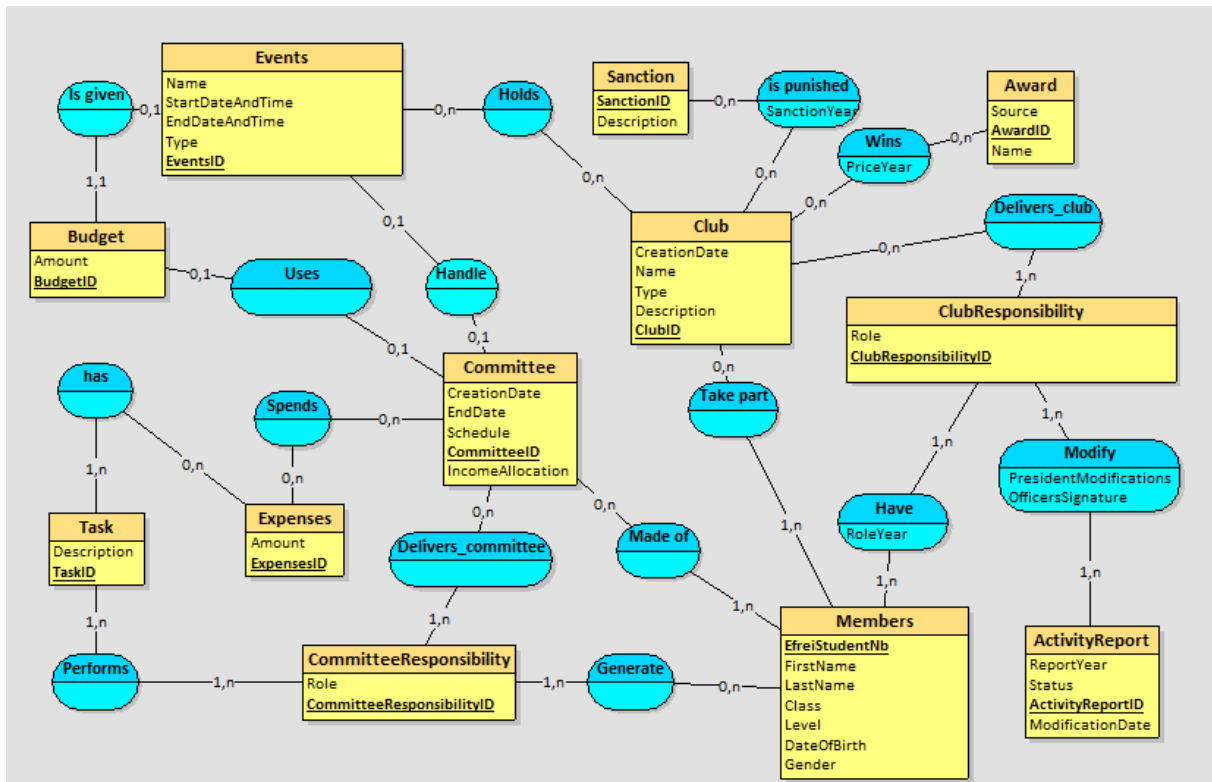 Events
Name
StartDateAndTime
EndDateAndTime
Type
EventsID
Is given
0,1
1,1
Budget
Amount
BudgetID
0,1
Uses
0,1
0,1
Handle
0,1
0,n
Holds
0,n
Sanction
SanctionID
Description
0,n
is punished
SanctionYear
0,n
Wins
PriceYear
0,n
0,n
Award
Source
AwardID
Name
Club
CreationDate
Name
Type
Description
ClubID
0,n
Delivers_club
1,n
ClubResponsibility
Role
ClubResponsibilityID
has
1,n
0,n
Spends
0,n
0,n
Committee
CreationDate
EndDate
Schedule
CommitteeID
IncomeAllocation
0,n
Take part
1,n
1,n
Have
RoleYear
1,n
1,n
Modify
PresidentModifications
OfficersSignature
1,n
Task
Description
TaskID
Expenses
Amount
ExpensesID
0,n
Delivers_committee
1,n
0,n
Made of
1,n
1,n
Performs
1,n
CommitteeResponsibility
Role
CommitteeResponsibilityID
1,n
Generate
0,n
Members
EfreiStudentNb
FirstName
LastName
Class
Level
DateOfBirth
Gender
ActivityReport
ReportYear
Status
ActivityReportID
ModificationDate